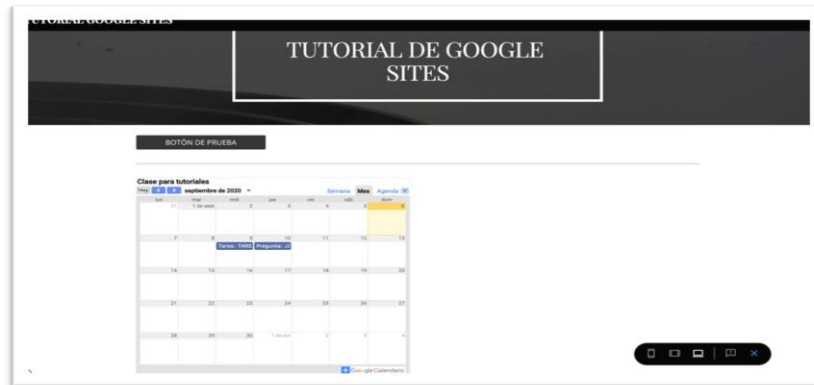 TUTORIAL GOOGLE SITES
TUTORIAL DE GOOGLE
SITES
BOTÓN DE PRUEBA
Clase para tutoriales
Hoy septiembre de 2020 Semana Mes Agenda
lun mar mié jue vie sáb dom
31 1 de sept 2 3 4 5 6
7 8 9 10 11 12 13
Tarea: TARE Pregunta: ¿C
14 15 16 17 18 19 20
21 22 23 24 25 26 27
28 29 30 1 de oct 2 3 4
Google Calendario